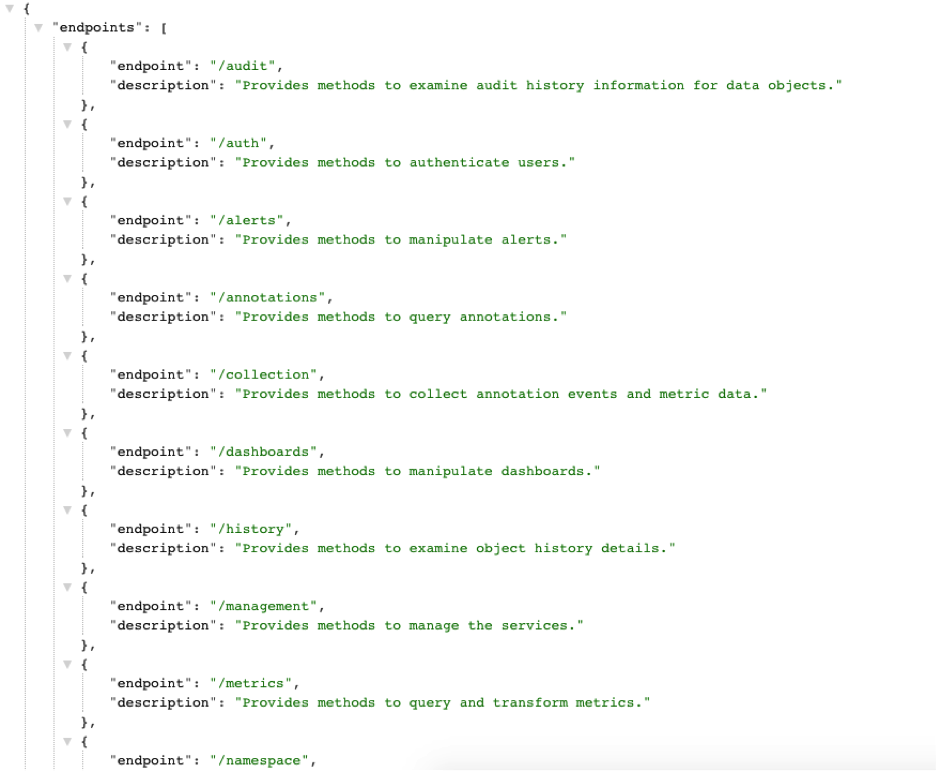 {
"endpoints": [
{
"endpoint": "/audit",
"description": "Provides methods to examine audit history information for data objects."
},
{
"endpoint": "/auth",
"description": "Provides methods to authenticate users."
},
{
"endpoint": "/alerts",
"description": "Provides methods to manipulate alerts."
},
{
"endpoint": "/annotations",
"description": "Provides methods to query annotations."
},
{
"endpoint": "/collection",
"description": "Provides methods to collect annotation events and metric data."
},
{
"endpoint": "/dashboards",
"description": "Provides methods to manipulate dashboards."
},
{
"endpoint": "/history",
"description": "Provides methods to examine object history details."
},
{
"endpoint": "/management",
"description": "Provides methods to manage the services."
},
{
"endpoint": "/metrics",
"description": "Provides methods to query and transform metrics."
},
{
"endpoint": "/namespace",